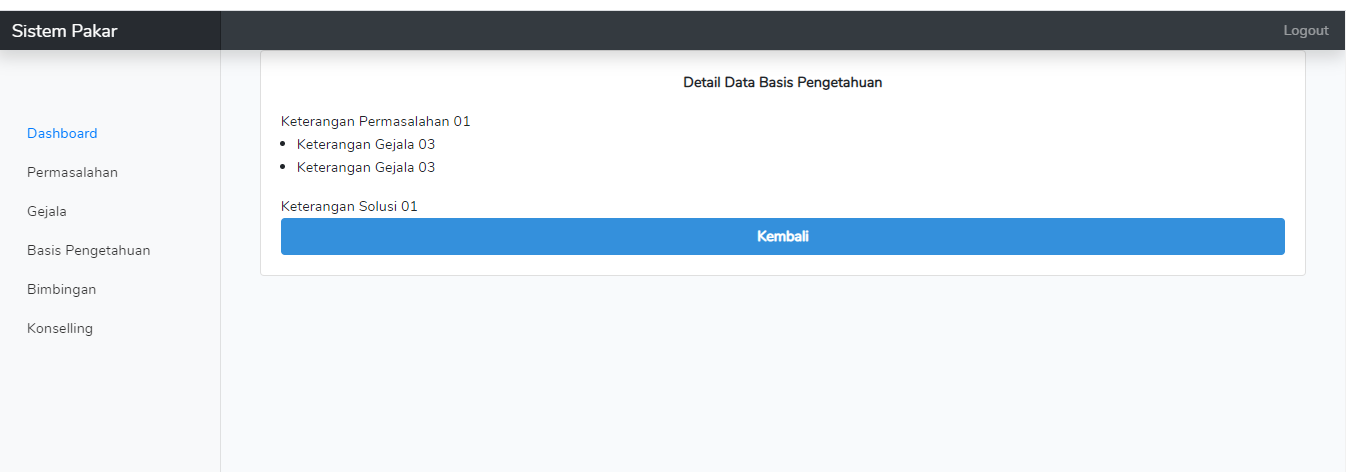 Sistem Pakar
Logout
Dashboard
Permasalahan
Gejala
Basis Pengetahuan
Bimbingan
Konselling
Detail Data Basis Pengetahuan
Keterangan Permasalahan 01
Keterangan Gejala 03
Keterangan Gejala 03
Keterangan Solusi 01
Kembali